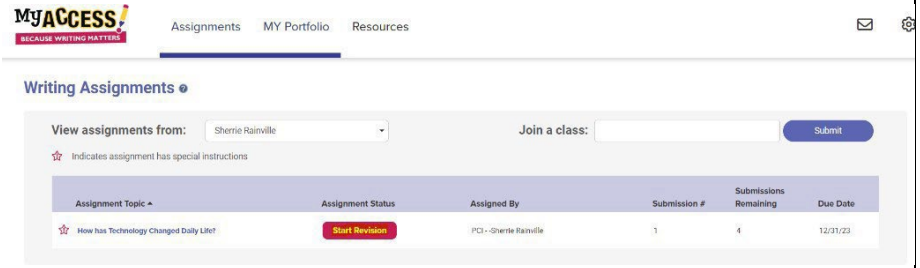 MY ACCESS!
BECAUSE WRITING MATTERS
Assignments MY Portfolio Resources
Writing Assignments ?
View assignments from: Sherrie Rainville Join a class: Submit
Indicates assignment has special instructions
Assignment Topic Assignment Status Assigned By Submission # Submissions Remaining Due Date
How has Technology Changed Daily Life? Start Revision PCI - -Sherrie Rainville 1 4 12/31/23